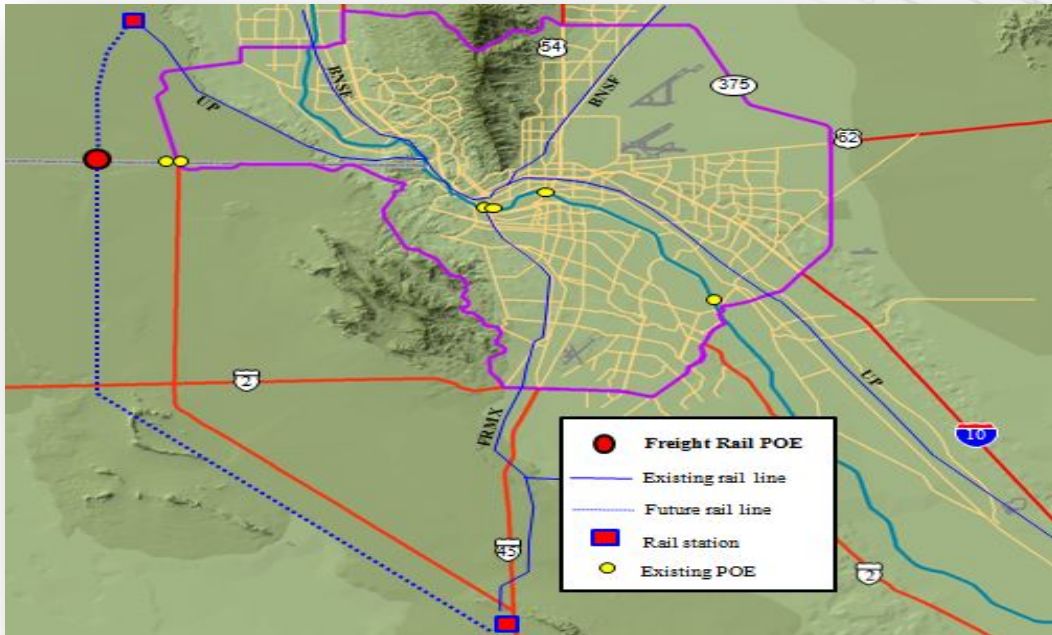 54
BNSF
BNSF
375
UP
62
2
UP
FRMX
10
45
2
Freight Rail POE
Existing rail line
Future rail line
Rail station
Existing POE